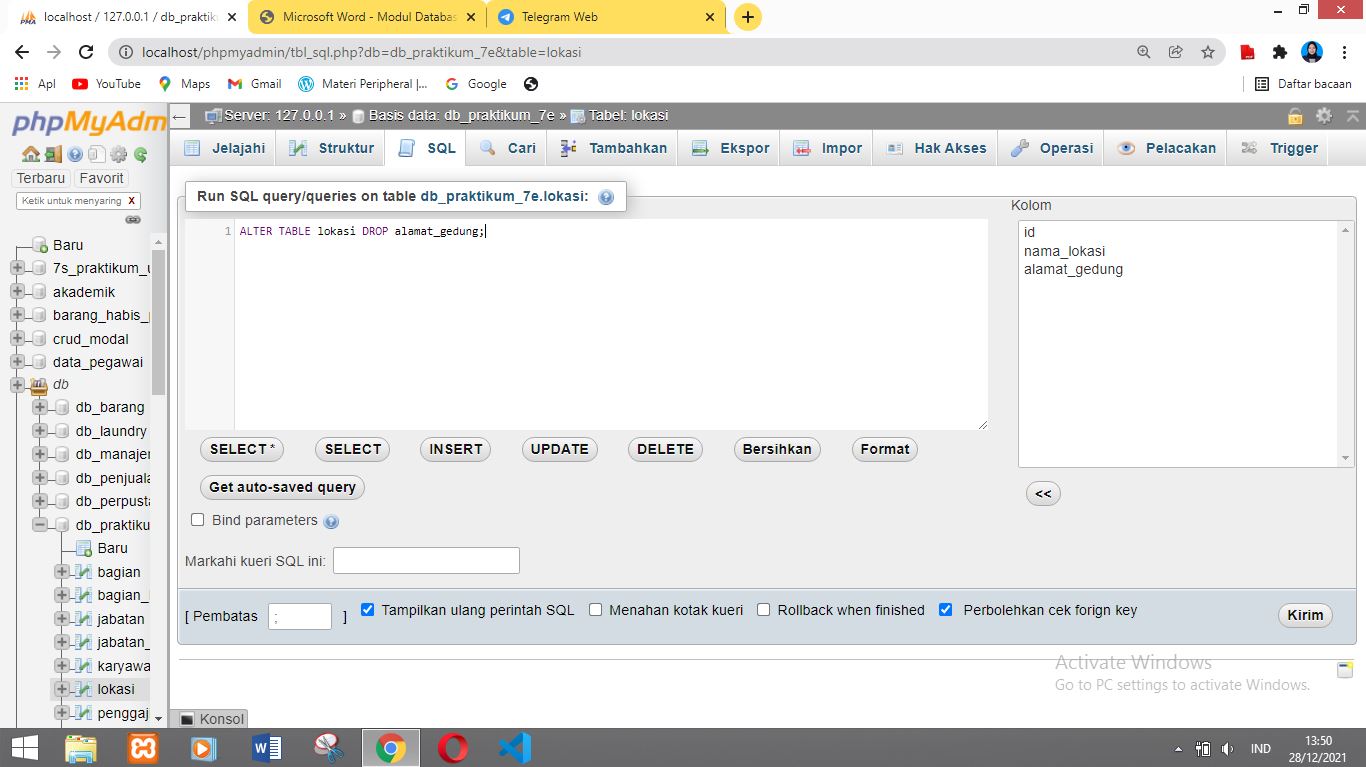 localhost / 127.0.0.1 / db_praktik
Microsoft Word - Modul Databas
Telegram Web
localhost/phpmyadmin/tbl_sql.php?db=db_praktikum_7e&table=lokasi
Apl
YouTube
Maps
Gmail
Materi Peripheral |...
Google
Daftar bacaan
phpMyAdm
Server: 127.0.0.1 » Basis data: db_praktikum_7e » Tabel: lokasi
Jelajahi
Struktur
SQL
Cari
Tambahkan
Ekspor
Impor
Hak Akses
Operasi
Pelacakan
Trigger
Terbaru
Favorit
Ketik untuk menyaring X
Baru
7s_praktikum_u
akademik
barang_habis_
crud_modal
data_pegawai
db
db_barang
db_laundry
db_manajer
db_penjuala
db_perpusta
db_praktiku
Baru
bagian
bagian_
jabatan
jabatan_
karyawa
lokasi
penggaj
Run SQL query/queries on table db_praktikum_7e.lokasi:
1 ALTER TABLE lokasi DROP alamat_gedung;
Kolom
id
nama_lokasi
alamat_gedung
<<
SELECT *
SELECT
INSERT
UPDATE
DELETE
Bersihkan
Format
Get auto-saved query
Bind parameters
Markahi kueri SQL ini:
[ Pembatas ; ]
Tampilkan ulang perintah SQL
Menahan kotak kueri
Rollback when finished
Perbolehkan cek forign key
Kirim
Activate Windows
Go to PC settings to activate Windows.
Konsol
IND
13:50
28/12/2021